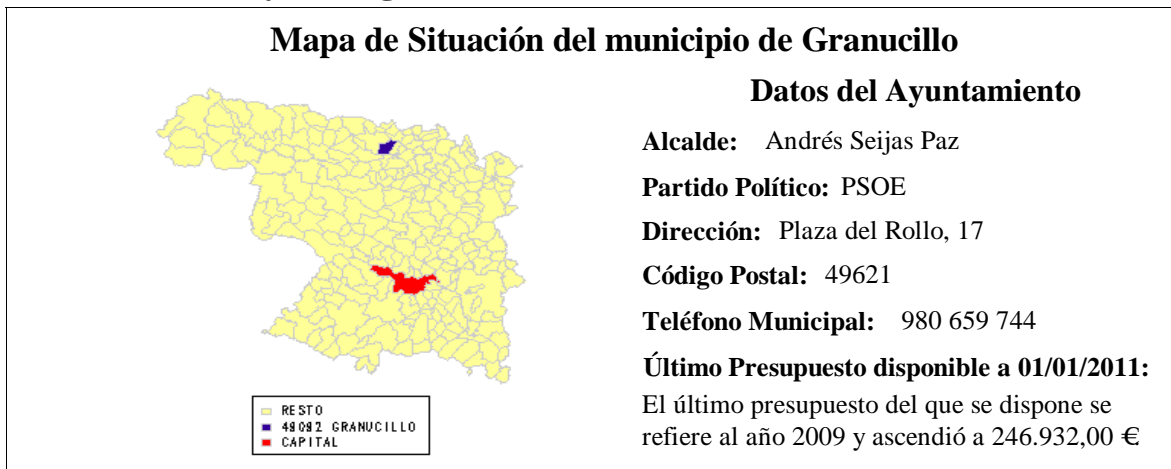 Mapa de Situación del municipio de Granucillo
Datos del Ayuntamiento
Alcalde: Andrés Seijas Paz
Partido Político: PSOE
Dirección: Plaza del Rollo, 17
Código Postal: 49621
Teléfono Municipal: 980 659 744
Último Presupuesto disponible a 01/01/2011:
El último presupuesto del que se dispone se
refiere al año 2009 y ascendió a 246.932,00 €
RESTO
49092 GRANUCILLO
CAPITAL